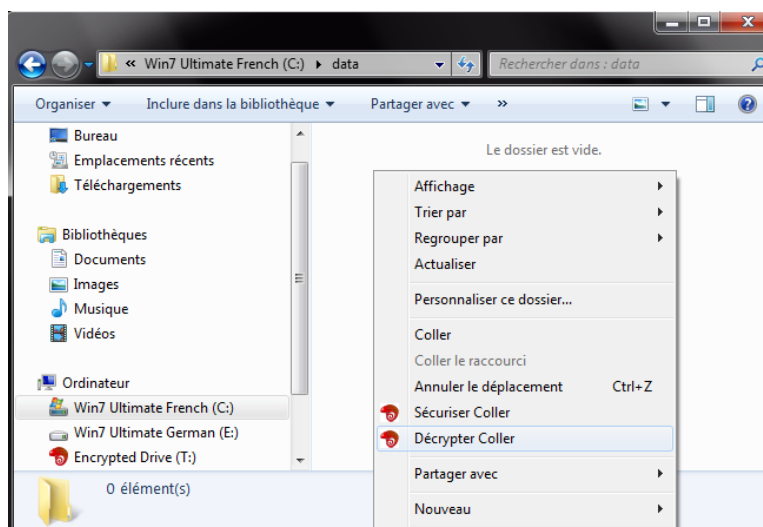 « Win7 Ultimate French (C:) data
Rechercher dans : data
Organiser Inclure dans la bibliothèque Partager avec »
Bureau
Emplacements récents
Téléchargements
Bibliothèques
Documents
Images
Musique
Vidéos
Ordinateur
Win7 Ultimate French (C:)
Win7 Ultimate German (E:)
Encrypted Drive (T:)
Le dossier est vide.
Affichage
Trier par
Regrouper par
Actualiser
Personnaliser ce dossier...
Coller
Coller le raccourci
Annuler le déplacement Ctrl+Z
Sécuriser Coller
Décrypter Coller
Partager avec
Nouveau
0 élément(s)